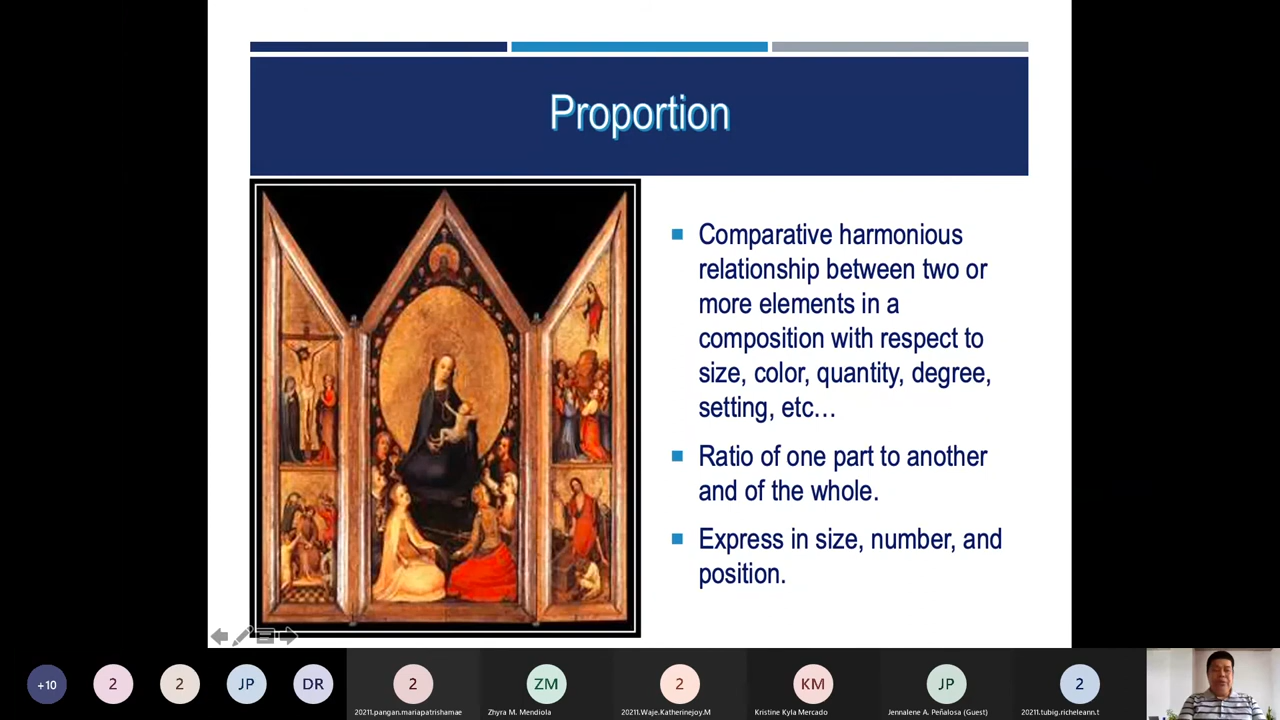 Proportion
Comparative harmonious
relationship between two or
more elements in a
composition with respect to
size, color, quantity, degree,
setting, etc…
Ratio of one part to another
and of the whole.
Express in size, number, and
position.
+10
2
2
JP
DR
2
ZM
2
KM
JP
2
20211.pangan.mariapatrishamae
Zhyra M. Mendiola
20211.Waje.Katherinejoy.M
Kristine Kyla Mercado
Jennalene A. Peñalosa (Guest)
20211.tubig.richeleann.t